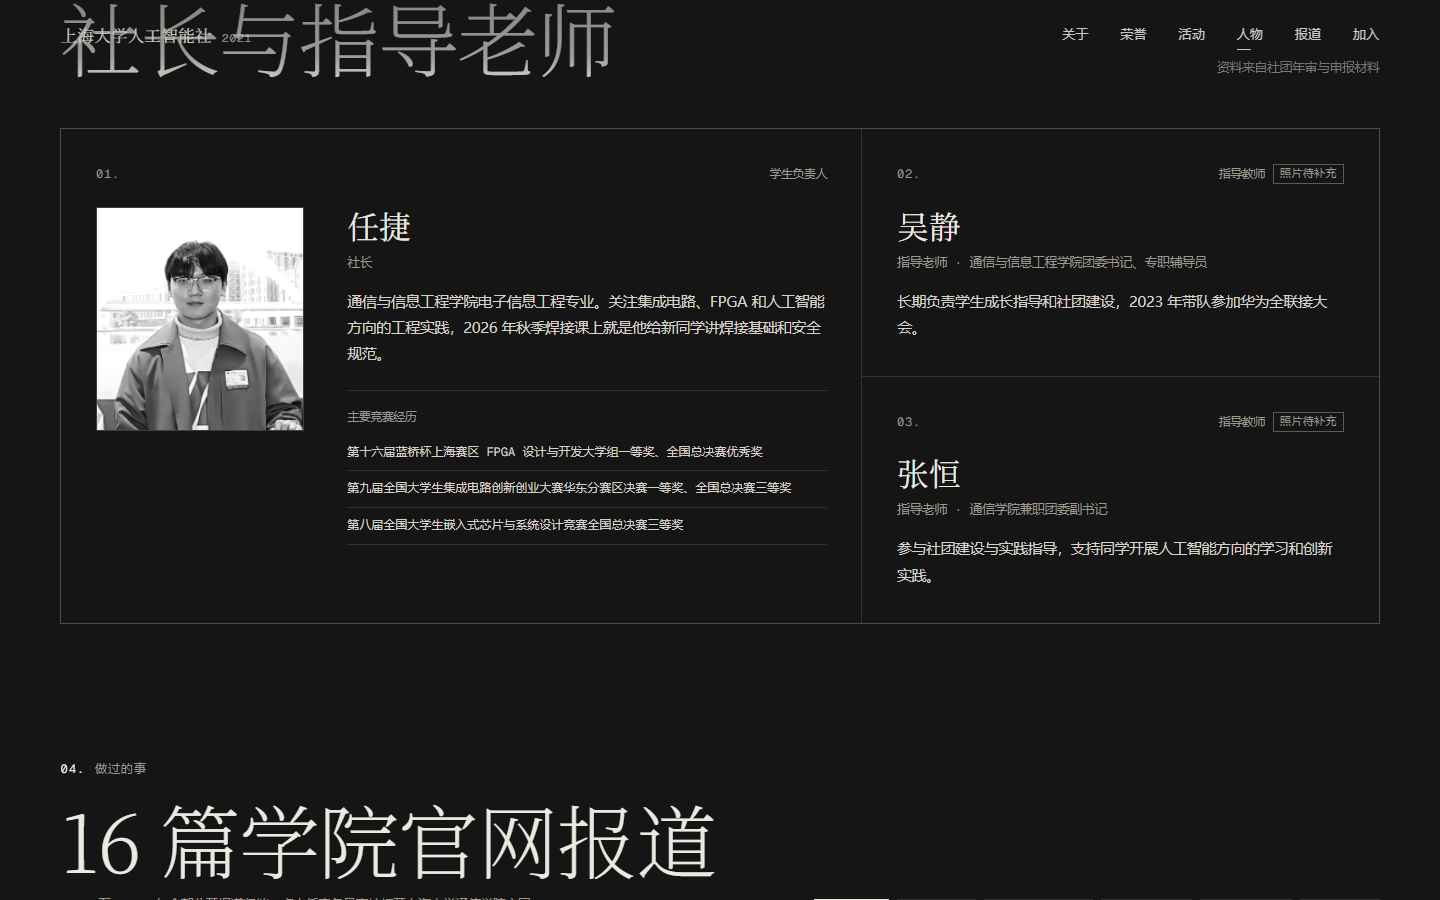 社长与指导老师
上海大学人工智能社 2021
关于 荣誉 活动 人物 报道 加入
资料来自社团年审与申报材料
01.
学生负责人
任捷
社长
通信与信息工程学院电子信息工程专业。关注集成电路、FPGA 和人工智能
方向的工程实践，2026 年秋季焊接课上就是他给新同学讲焊接基础和安全
规范。
主要竞赛经历
第十六届蓝桥杯上海赛区 FPGA 设计与开发大学组一等奖、全国总决赛优秀奖
第九届全国大学生集成电路创新创业大赛华东分赛区决赛一等奖、全国总决赛三等奖
第八届全国大学生嵌入式芯片与系统设计竞赛全国总决赛三等奖
02.
指导教师 照片待补充
吴静
指导老师 · 通信与信息工程学院团委书记、专职辅导员
长期负责学生成长指导和社团建设，2023 年带队参加华为全联接大
会。
03.
指导教师 照片待补充
张恒
指导老师 · 通信学院兼职团委副书记
参与社团建设与实践指导，支持同学开展人工智能方向的学习和创新
实践。
04. 做过的事
16 篇学院官网报道